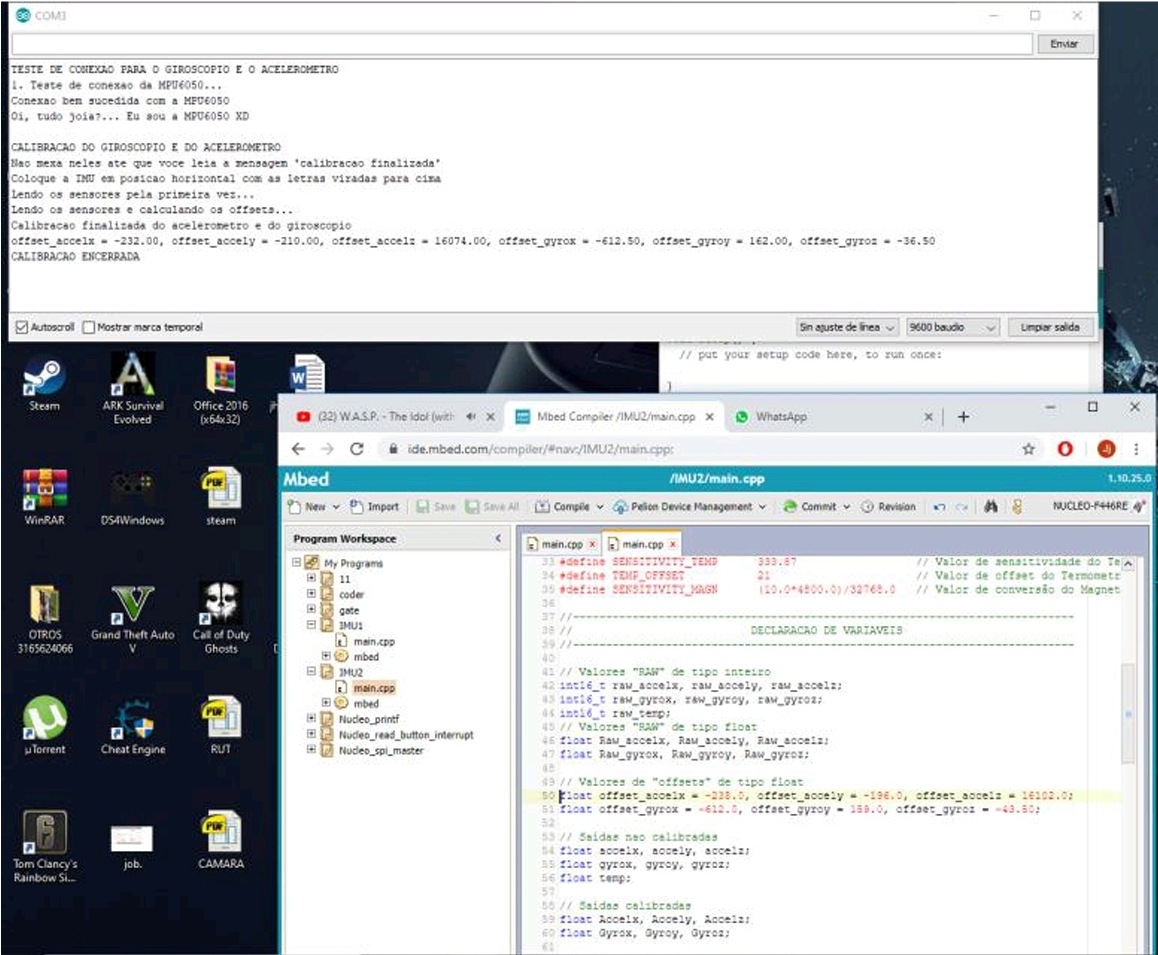 COM3
Enviar
TESTE DE CONEXAO PARA O GIROSCOPIO E O ACELEROMETRO
1. Teste de conexao da MPU6050...
Conexao bem sucedida com a MPU6050
Oi, tudo joia?... Eu sou a MPU6050 XD
CALIBRACAO DO GIROSCOPIO E DO ACELEROMETRO
Nao mexa neles ate que voce leia a mensagem 'calibracao finalizada'
Coloque a IMU em posicao horizontal com as letras viradas para cima
Lendo os sensores pela primeira vez...
Lendo os sensores e calculando os offsets...
Calibracao finalizada do acelerometro e do giroscopio
offset_accelx = -232.00, offset_accely = -210.00, offset_accelz = 16074.00, offset_gyrox = -612.50, offset_gyroy = 162.00, offset_gyroz = -36.50
CALIBRACAO ENCERRADA
Autoscroll Mostrar marca temporal Sin ajuste de línea 9600 baudio Limpiar salida
// put your setup code here, to run once:
}
Steam
ARK Survival Evolved
Office 2016 (x64x32)
WinRAR
DS4Windows
steam
OTROS 3165624066
Grand Theft Auto V
Call of Duty Ghosts
µTorrent
Cheat Engine
RUT
Tom Clancy's Rainbow Si...
job.
CAMARA
(32) W.A.S.P. - The Idol (with
Mbed Compiler /IMU2/main.cpp
WhatsApp
ide.mbed.com/compiler/#nav:/IMU2/main.cpp;
Mbed /IMU2/main.cpp 1.10.25.0
New Import Save Save All Compile Pelion Device Management Commit Revision NUCLEO-F446RE
Program Workspace
My Programs
11
coder
gate
IMU1
main.cpp
mbed
IMU2
main.cpp
mbed
Nucleo_printf
Nucleo_read_button_interrupt
Nucleo_spi_master
main.cpp main.cpp
33 #define SENSITIVITY_TEMP 333.87 // Valor de sensitividade do Te
34 #define TEMP_OFFSET 21 // Valor de offset do Termometr
35 #define SENSITIVITY_MAGN (10.0*4800.0)/32768.0 // Valor de conversão do Magnet
36
37 //---------------------------------------------------------------------------
38 // DECLARACAO DE VARIAVEIS
39 //---------------------------------------------------------------------------
40
41 // Valores "RAW" de tipo inteiro
42 int16_t raw_accelx, raw_accely, raw_accelz;
43 int16_t raw_gyrox, raw_gyroy, raw_gyroz;
44 int16_t raw_temp;
45 // Valores "RAW" de tipo float
46 float Raw_accelx, Raw_accely, Raw_accelz;
47 float Raw_gyrox, Raw_gyroy, Raw_gyroz;
48
49 // Valores de "offsets" de tipo float
50 float offset_accelx = -238.0, offset_accely = -196.0, offset_accelz = 16102.0;
51 float offset_gyrox = -612.0, offset_gyroy = 159.0, offset_gyroz = -43.50;
52
53 // Saidas nao calibradas
54 float accelx, accely, accelz;
55 float gyrox, gyroy, gyroz;
56 float temp;
57
58 // Saidas calibradas
59 float Accelx, Accely, Accelz;
60 float Gyrox, Gyroy, Gyroz;
61